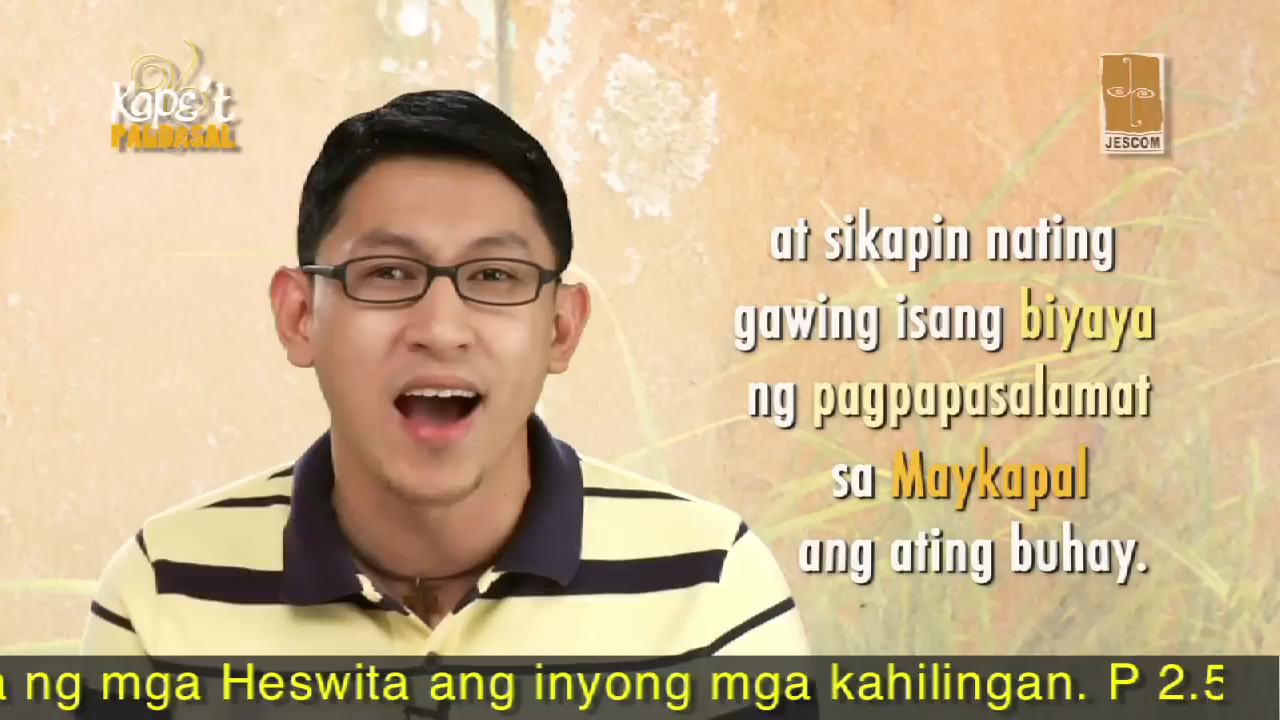 Kape't
PANDASAL
JESCOM
at sikapin nating
gawing isang biyaya
ng pagpapasalamat
sa Maykapal
ang ating buhay.
a ng mga Heswita ang inyong mga kahilingan. P 2.5